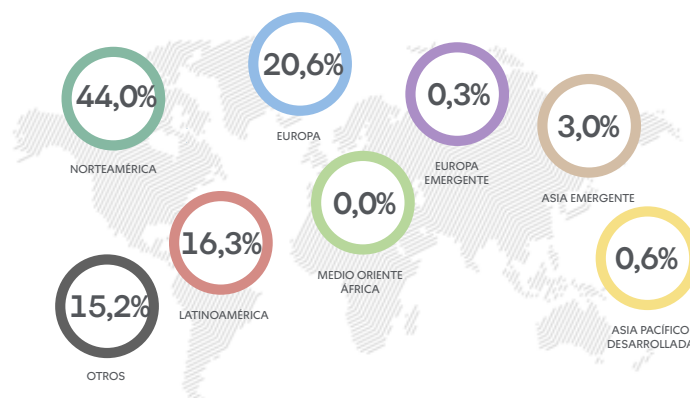 44,0%
NORTEAMÉRICA
20,6%
EUROPA
0,3%
EUROPA
EMERGENTE
3,0%
ASIA EMERGENTE
16,3%
LATINOAMÉRICA
0,0%
MEDIO ORIENTE
ÁFRICA
0,6%
ASIA PACÍFICO
DESARROLLADA
15,2%
OTROS